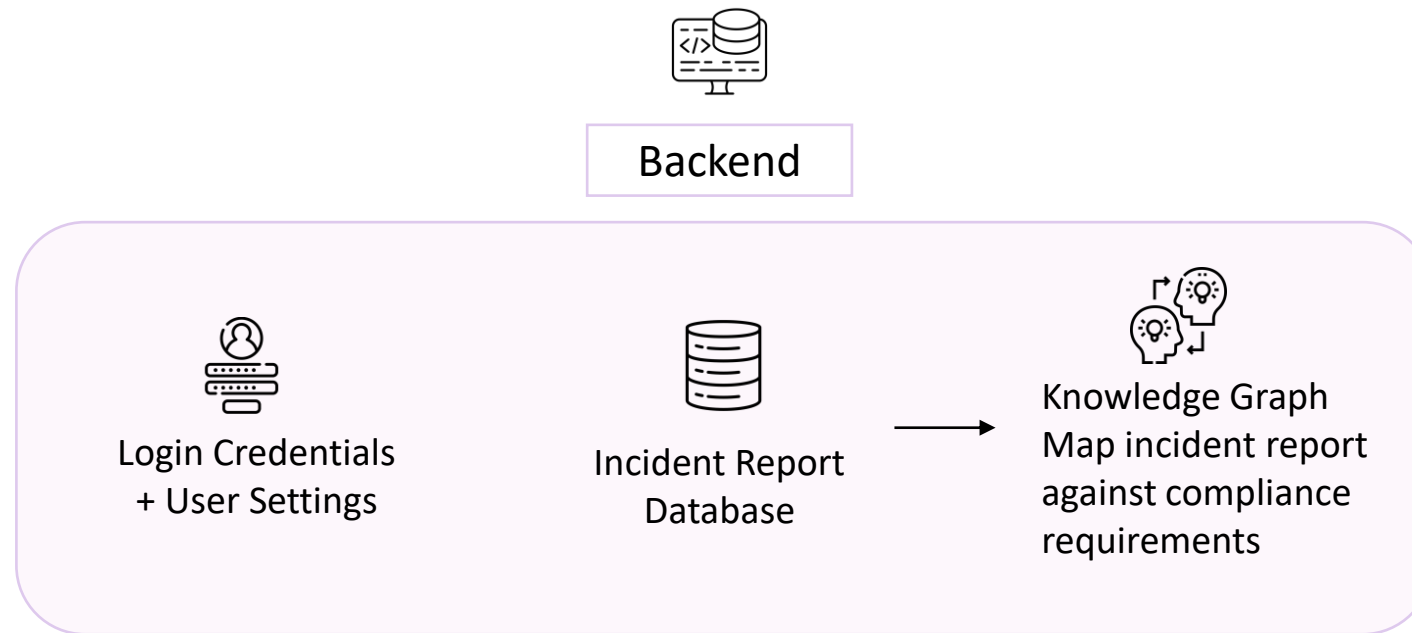 </>
Backend
Login Credentials
+ User Settings
Incident Report
Database
Knowledge Graph
Map incident report
against compliance
requirements